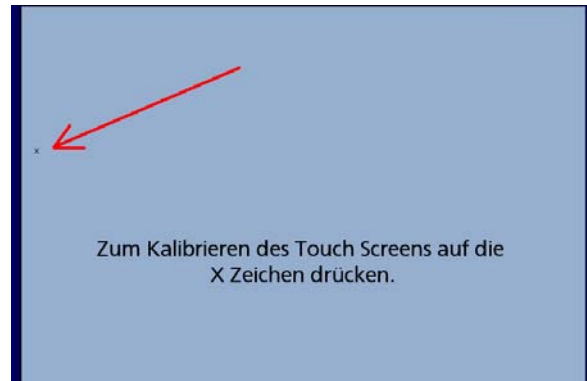 x
Zum Kalibrieren des Touch Screens auf die
X Zeichen drücken.